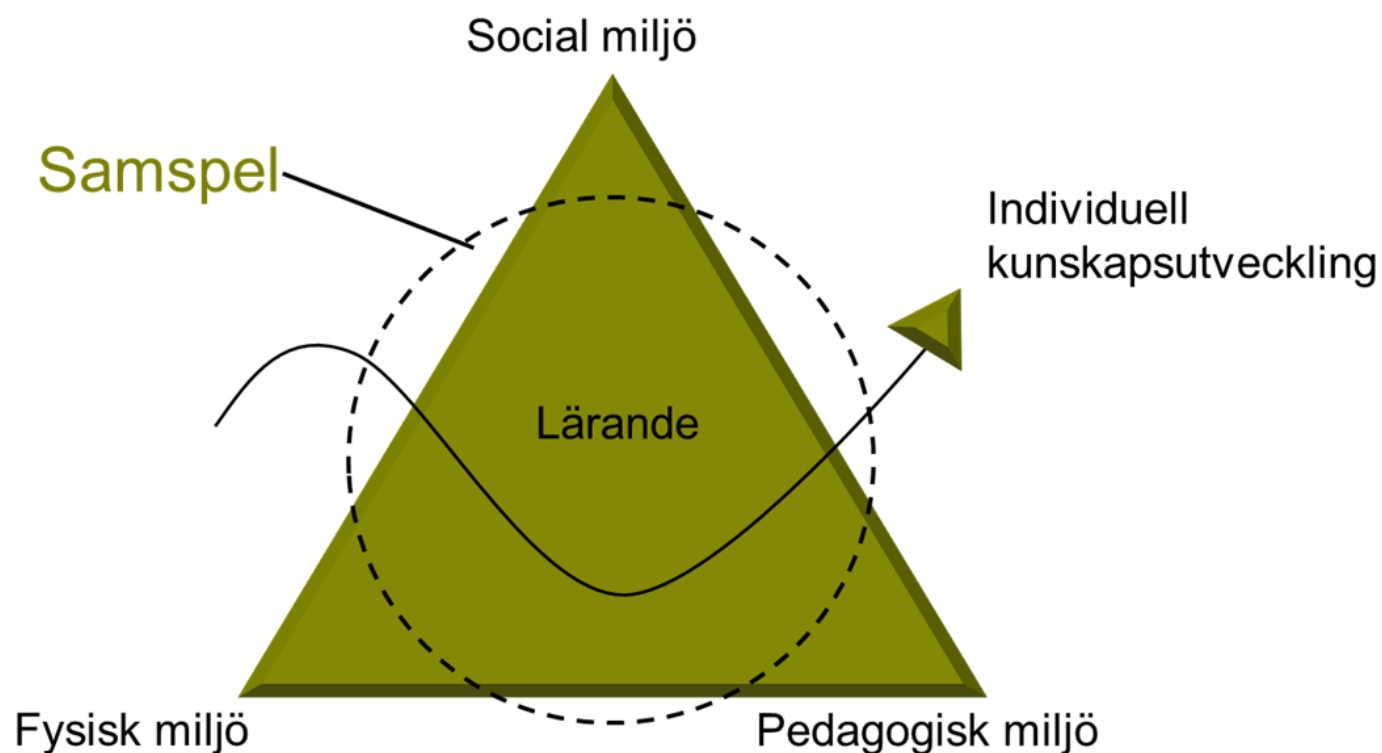 Social miljö
Samspel
Individuell
kunskapsutveckling
Lärande
Fysisk miljö
Pedagogisk miljö